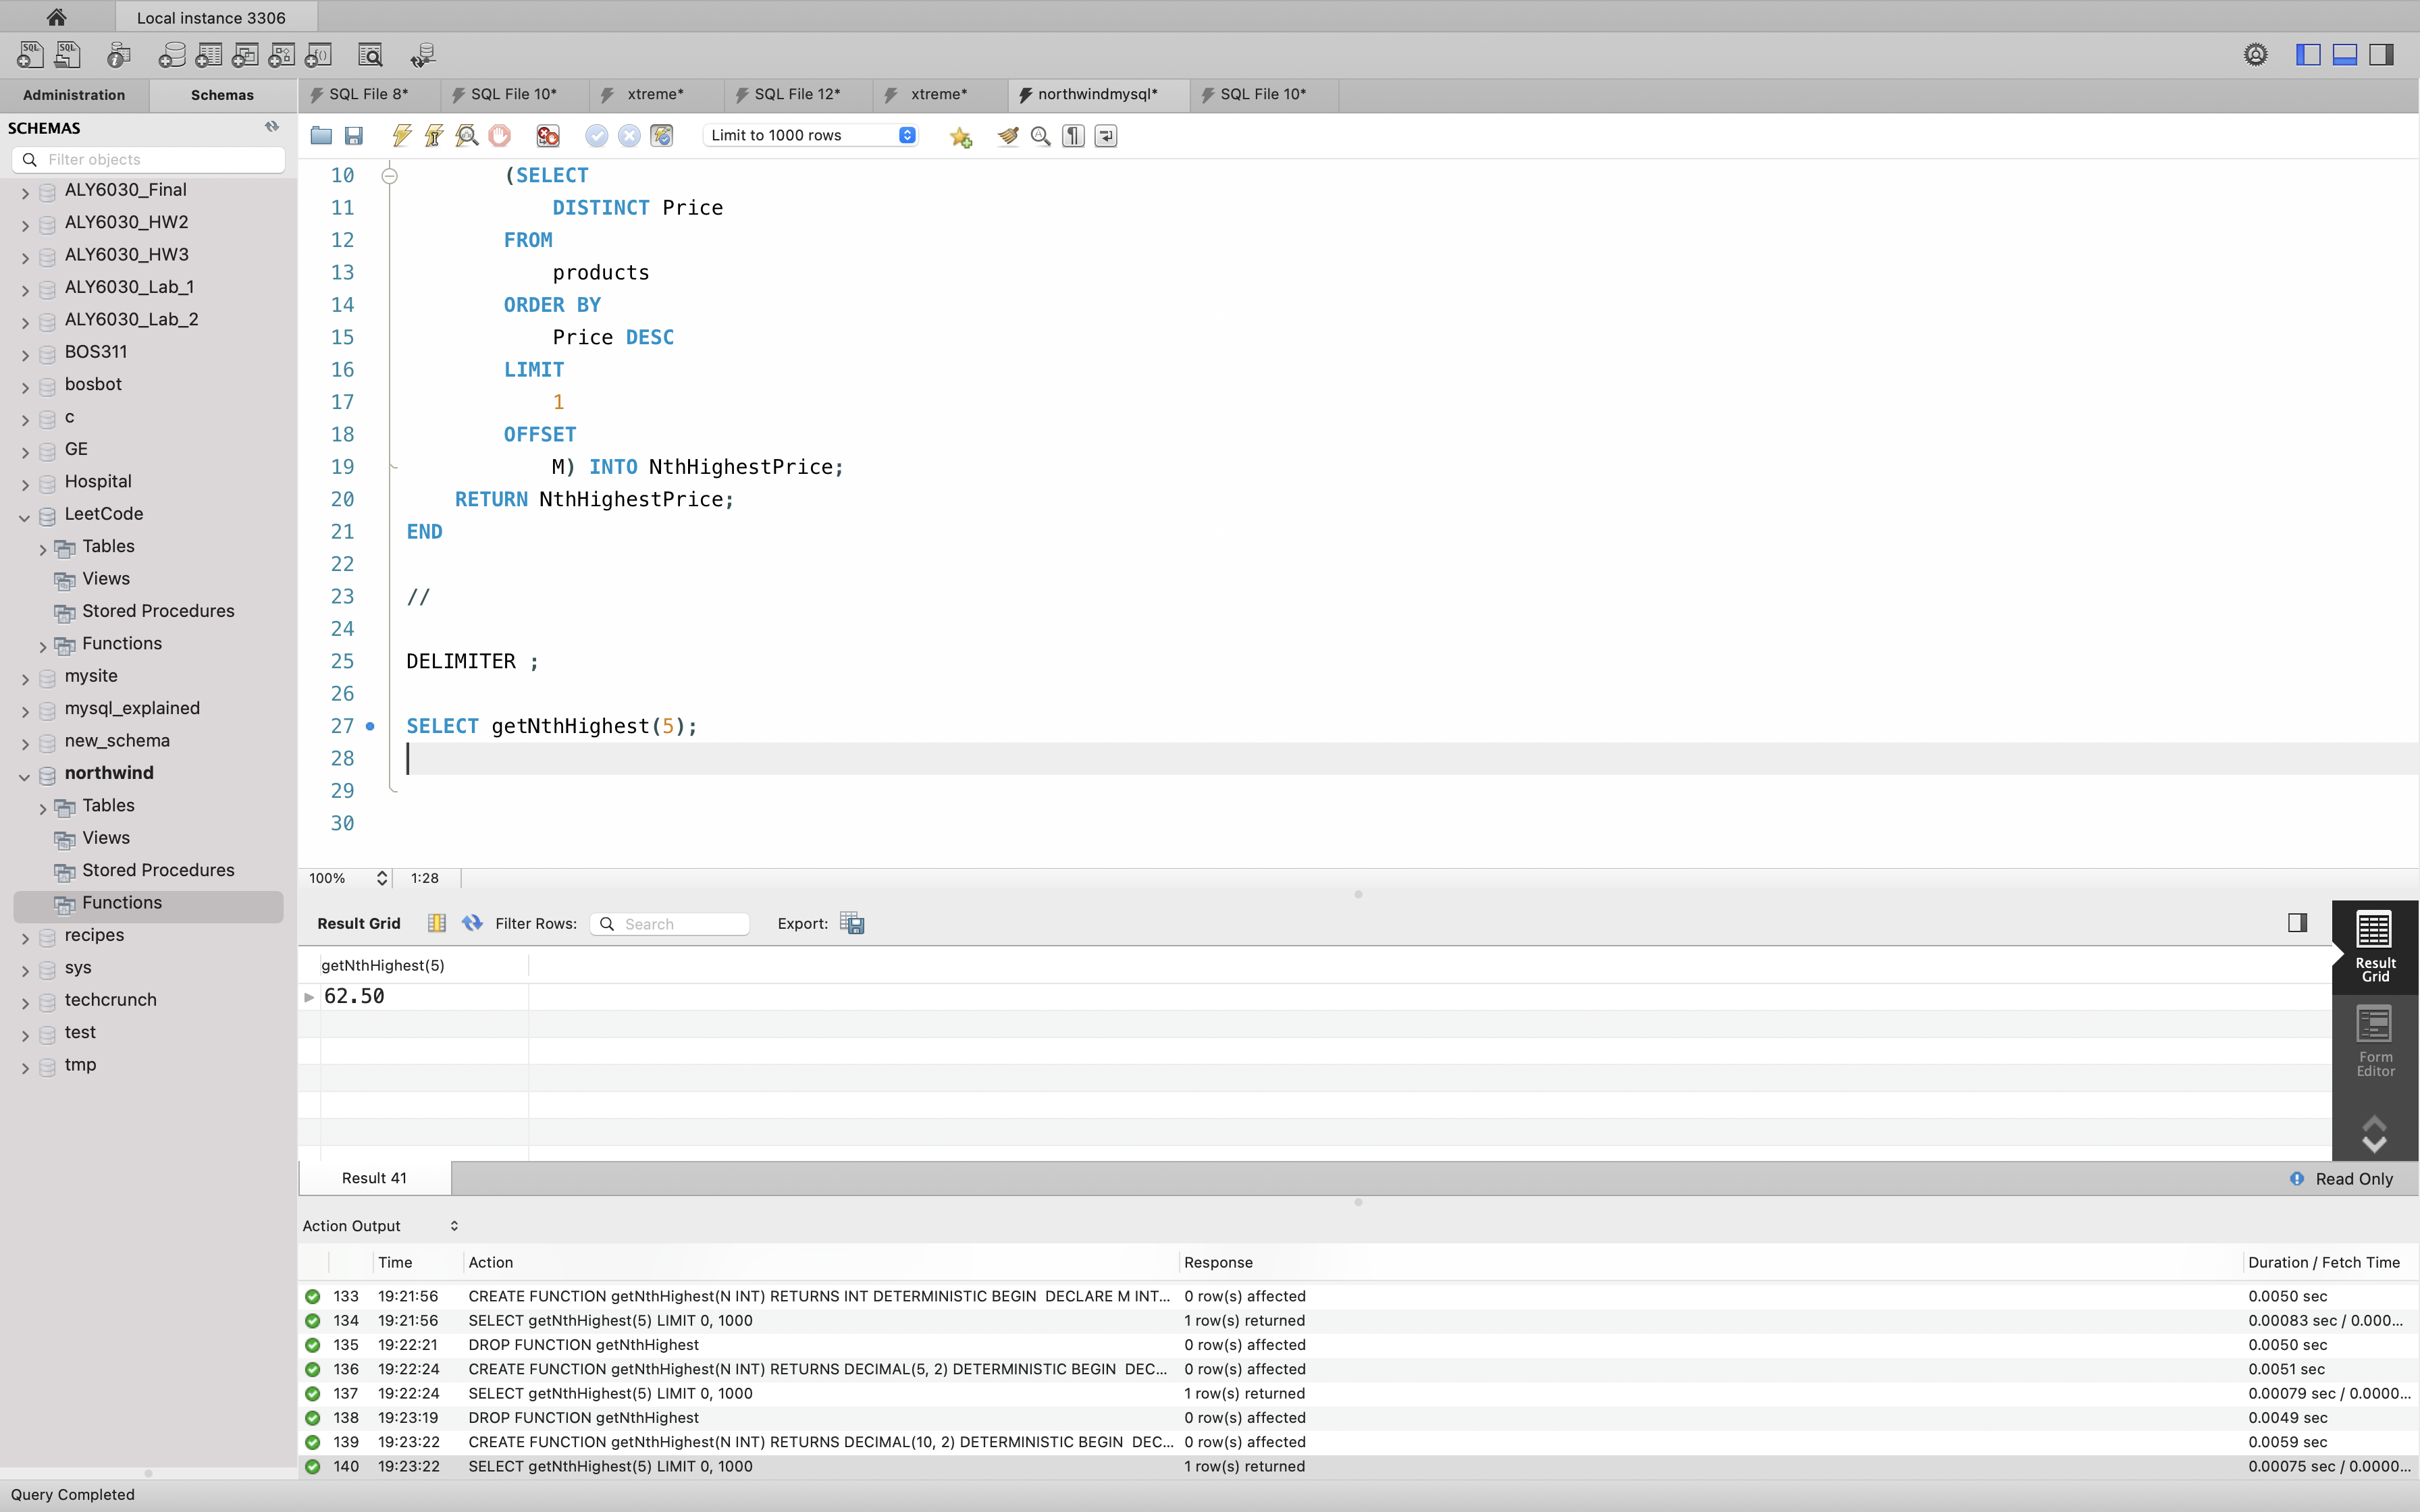 Local instance 3306
SQL
SQL
Administration
Schemas
SQL File 8*
SQL File 10*
xtreme*
SQL File 12*
xtreme*
northwindmysql*
SQL File 10*
SCHEMAS
Filter objects
Limit to 1000 rows
ALY6030_Final
ALY6030_HW2
ALY6030_HW3
ALY6030_Lab_1
ALY6030_Lab_2
BOS311
bosbot
c
GE
Hospital
LeetCode
Tables
Views
Stored Procedures
Functions
mysite
mysql_explained
new_schema
northwind
Tables
Views
Stored Procedures
Functions
recipes
sys
techcrunch
test
tmp
10 (SELECT
11 DISTINCT Price
12 FROM
13 products
14 ORDER BY
15 Price DESC
16 LIMIT
17 1
18 OFFSET
19 M) INTO NthHighestPrice;
20 RETURN NthHighestPrice;
21 END
22
23 //
24
25 DELIMITER ;
26
27 SELECT getNthHighest(5);
28
29
30
100% 1:28
Result Grid Filter Rows: Search Export:
getNthHighest(5)
62.50
Result Grid
Form Editor
Result 41
Read Only
Action Output
Time Action Response Duration / Fetch Time
133 19:21:56 CREATE FUNCTION getNthHighest(N INT) RETURNS INT DETERMINISTIC BEGIN DECLARE M INT... 0 row(s) affected 0.0050 sec
134 19:21:56 SELECT getNthHighest(5) LIMIT 0, 1000 1 row(s) returned 0.00083 sec / 0.000...
135 19:22:21 DROP FUNCTION getNthHighest 0 row(s) affected 0.0050 sec
136 19:22:24 CREATE FUNCTION getNthHighest(N INT) RETURNS DECIMAL(5, 2) DETERMINISTIC BEGIN DEC... 0 row(s) affected 0.0051 sec
137 19:22:24 SELECT getNthHighest(5) LIMIT 0, 1000 1 row(s) returned 0.00079 sec / 0.0000...
138 19:23:19 DROP FUNCTION getNthHighest 0 row(s) affected 0.0049 sec
139 19:23:22 CREATE FUNCTION getNthHighest(N INT) RETURNS DECIMAL(10, 2) DETERMINISTIC BEGIN DEC... 0 row(s) affected 0.0059 sec
140 19:23:22 SELECT getNthHighest(5) LIMIT 0, 1000 1 row(s) returned 0.00075 sec / 0.0000...
Query Completed